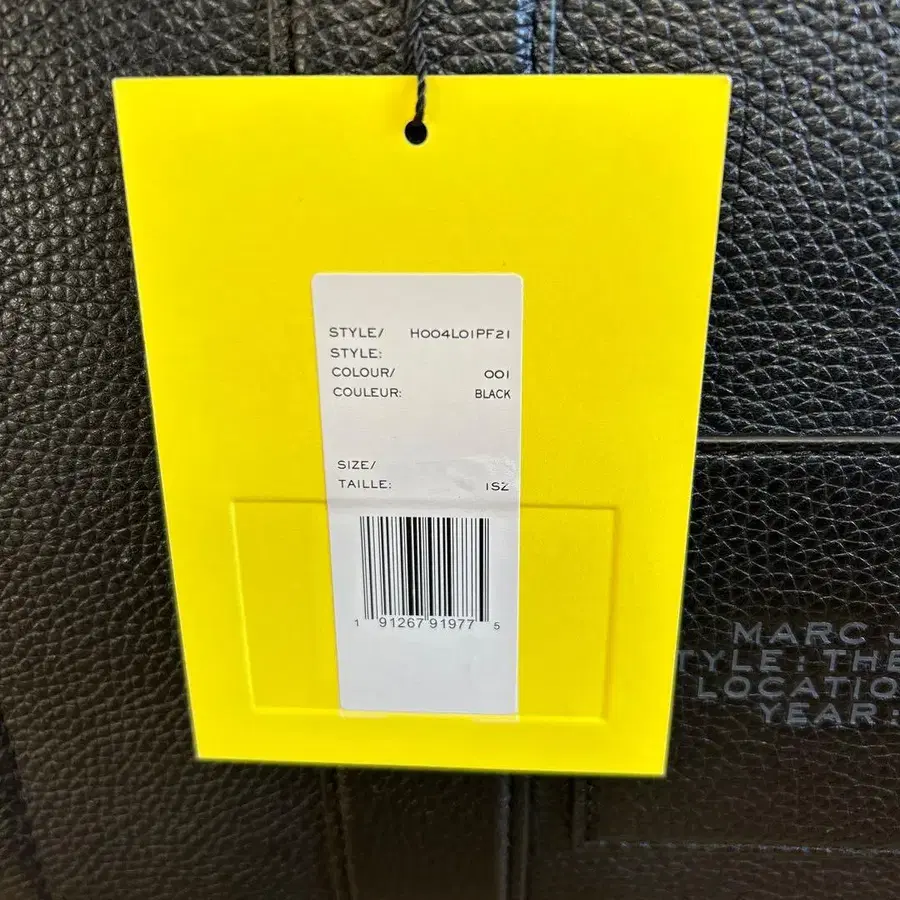 STYLE/ H004L01PF21
STYLE:
COLOUR/ 001
COULEUR: BLACK
SIZE/
TAILLE: 1SZ
1 91267 91977 5
MARC J
TYLE: THE
LOCATIO
YEAR: